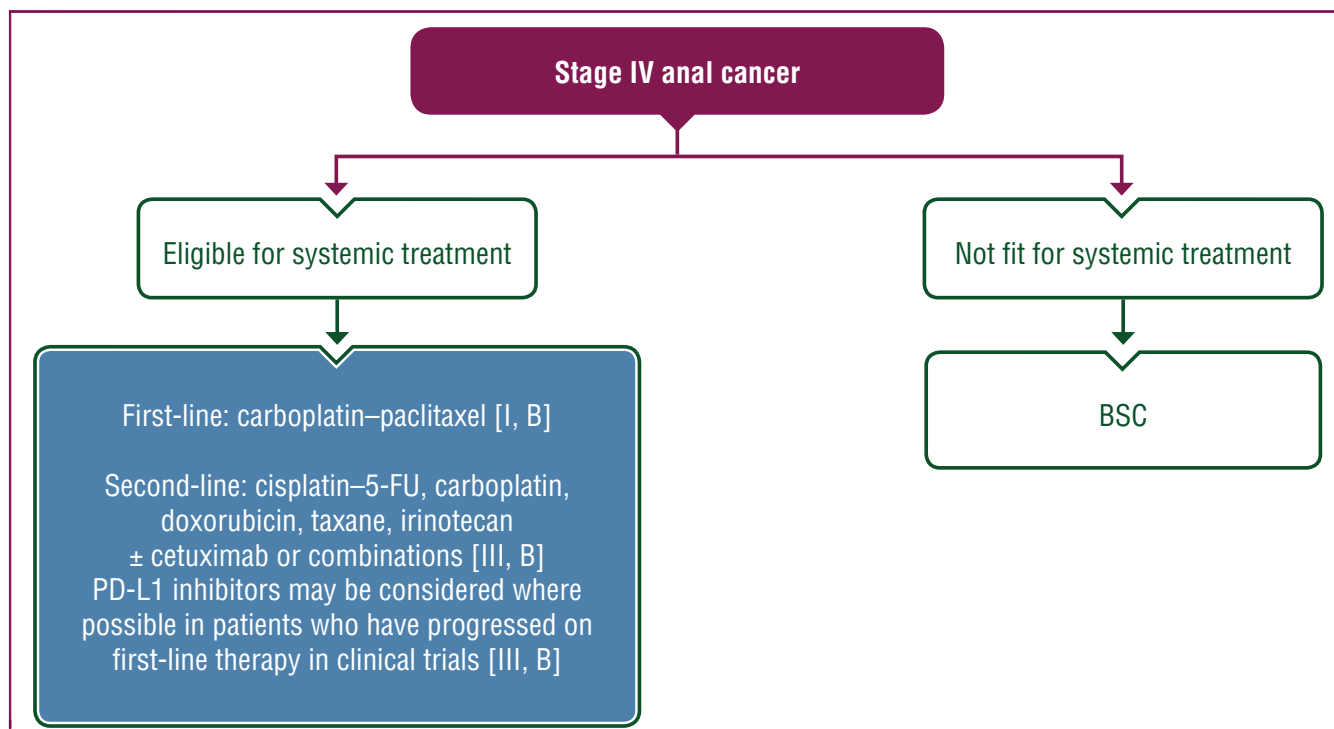 Stage IV anal cancer
Eligible for systemic treatment
Not fit for systemic treatment
First-line: carboplatin–paclitaxel [I, B]
Second-line: cisplatin–5-FU, carboplatin,
doxorubicin, taxane, irinotecan
± cetuximab or combinations [III, B]
PD-L1 inhibitors may be considered where
possible in patients who have progressed on
first-line therapy in clinical trials [III, B]
BSC